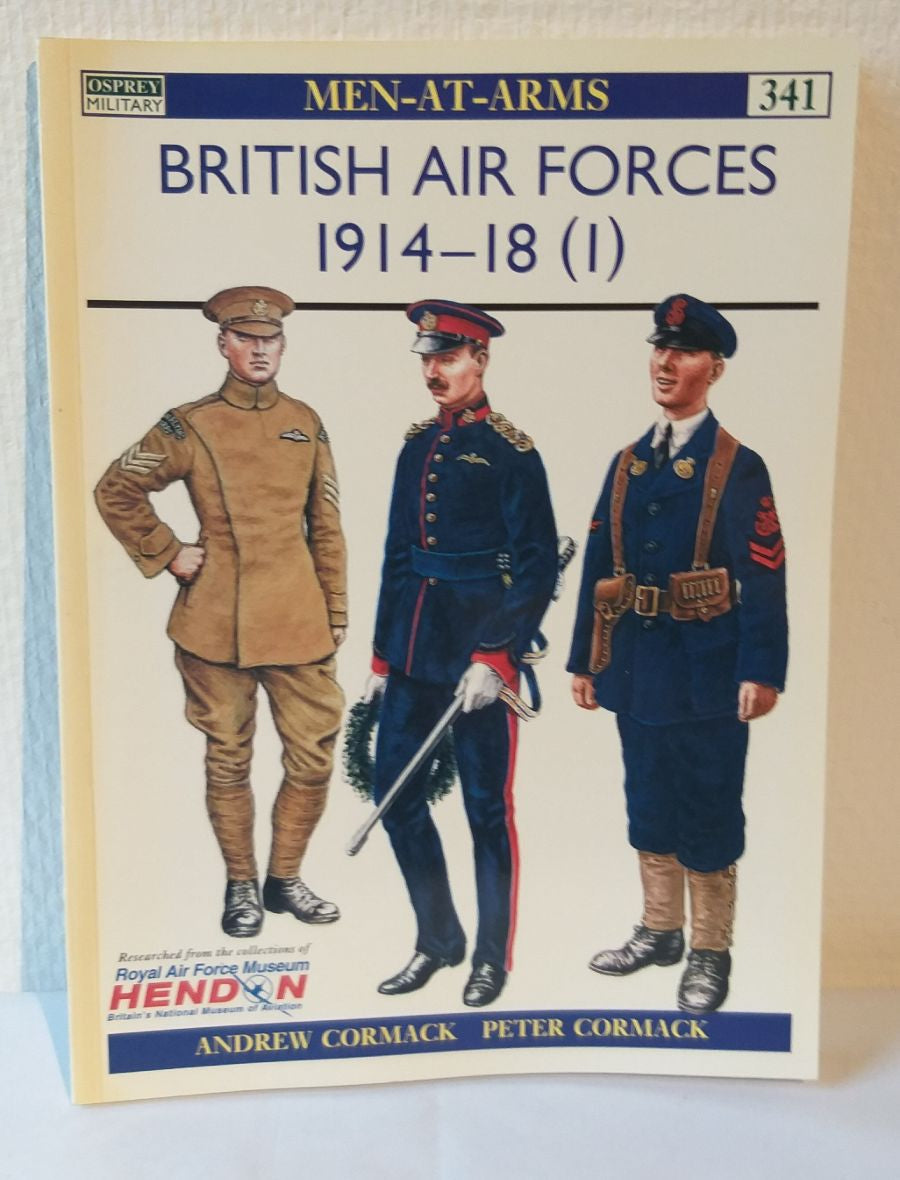 OSPREY
MILITARY
MEN-AT-ARMS
341
BRITISH AIR FORCES
1914–18 (1)
Researched from the collections of
Royal Air Force Museum
HENDON
Britain's National Museum of Aviation
ANDREW CORMACK PETER CORMACK